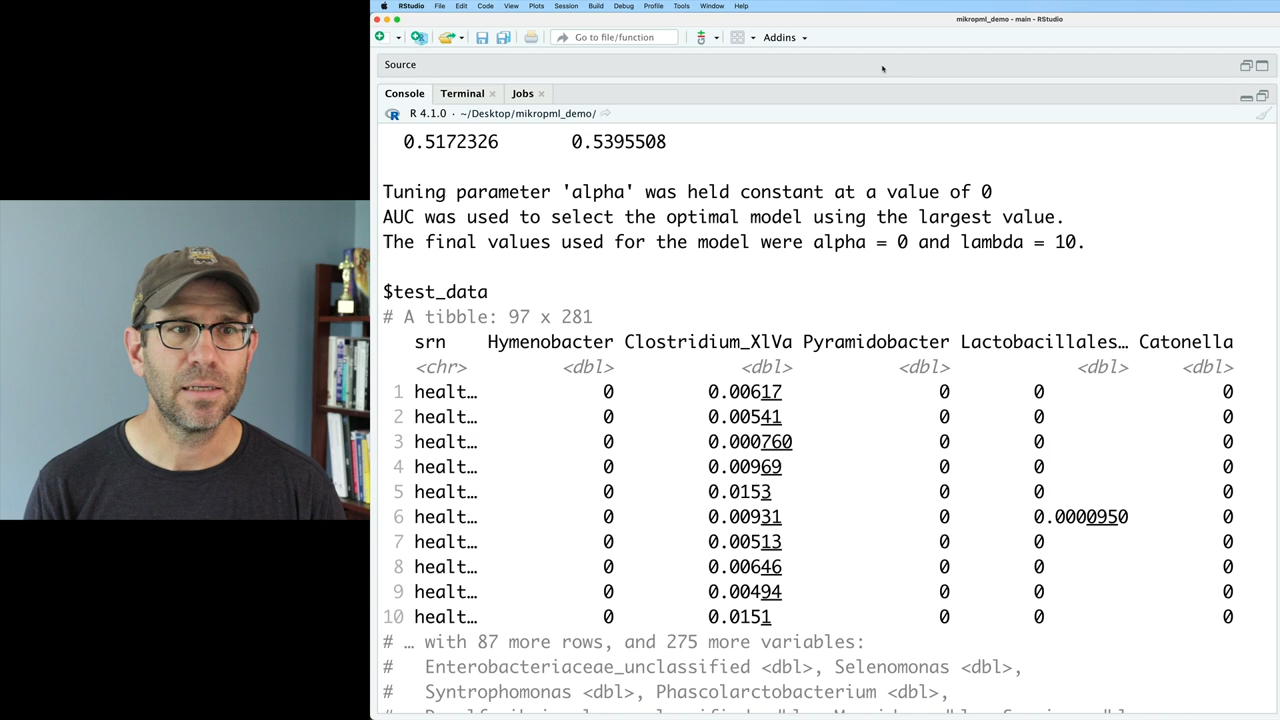 RStudio File Edit Code View Plots Session Build Debug Profile Tools Window Help
mikropml_demo - main - RStudio
Go to file/function Addins
Source
Console Terminal Jobs
R 4.1.0 · ~/Desktop/mikropml_demo/
0.5172326 0.5395508
Tuning parameter 'alpha' was held constant at a value of 0
AUC was used to select the optimal model using the largest value.
The final values used for the model were alpha = 0 and lambda = 10.
$test_data
# A tibble: 97 x 281
srn Hymenobacter Clostridium_XlVa Pyramidobacter Lactobacillales… Catonella
<chr> <dbl> <dbl> <dbl> <dbl> <dbl>
1 healt… 0 0.00617 0 0 0
2 healt… 0 0.00541 0 0 0
3 healt… 0 0.000760 0 0 0
4 healt… 0 0.00969 0 0 0
5 healt… 0 0.0153 0 0 0
6 healt… 0 0.00931 0 0.0000950 0
7 healt… 0 0.00513 0 0 0
8 healt… 0 0.00646 0 0 0
9 healt… 0 0.00494 0 0 0
10 healt… 0 0.0151 0 0 0
# … with 87 more rows, and 275 more variables:
# Enterobacteriaceae_unclassified <dbl>, Selenomonas <dbl>,
# Syntrophomonas <dbl>, Phascolarctobacterium <dbl>,